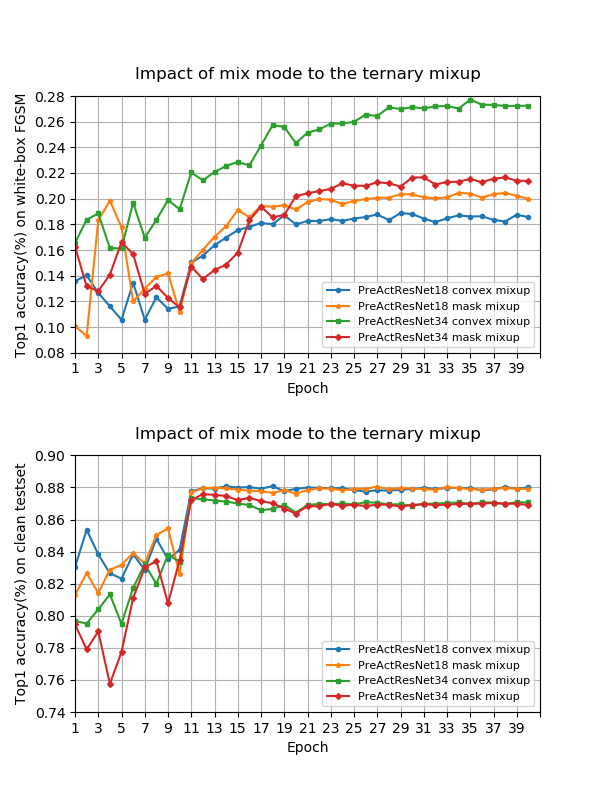 Impact of mix mode to the ternary mixup
Top1 accuracy(%) on white-box FGSM
0.28
0.26
0.24
0.22
0.20
0.18
0.16
0.14
0.12
0.10
0.08
PreActResNet18 convex mixup
PreActResNet18 mask mixup
PreActResNet34 convex mixup
PreActResNet34 mask mixup
1 3 5 7 9 11 13 15 17 19 21 23 25 27 29 31 33 35 37 39
Epoch
Impact of mix mode to the ternary mixup
Top1 accuracy(%) on clean testset
0.90
0.88
0.86
0.84
0.82
0.80
0.78
0.76
0.74
PreActResNet18 convex mixup
PreActResNet18 mask mixup
PreActResNet34 convex mixup
PreActResNet34 mask mixup
1 3 5 7 9 11 13 15 17 19 21 23 25 27 29 31 33 35 37 39
Epoch